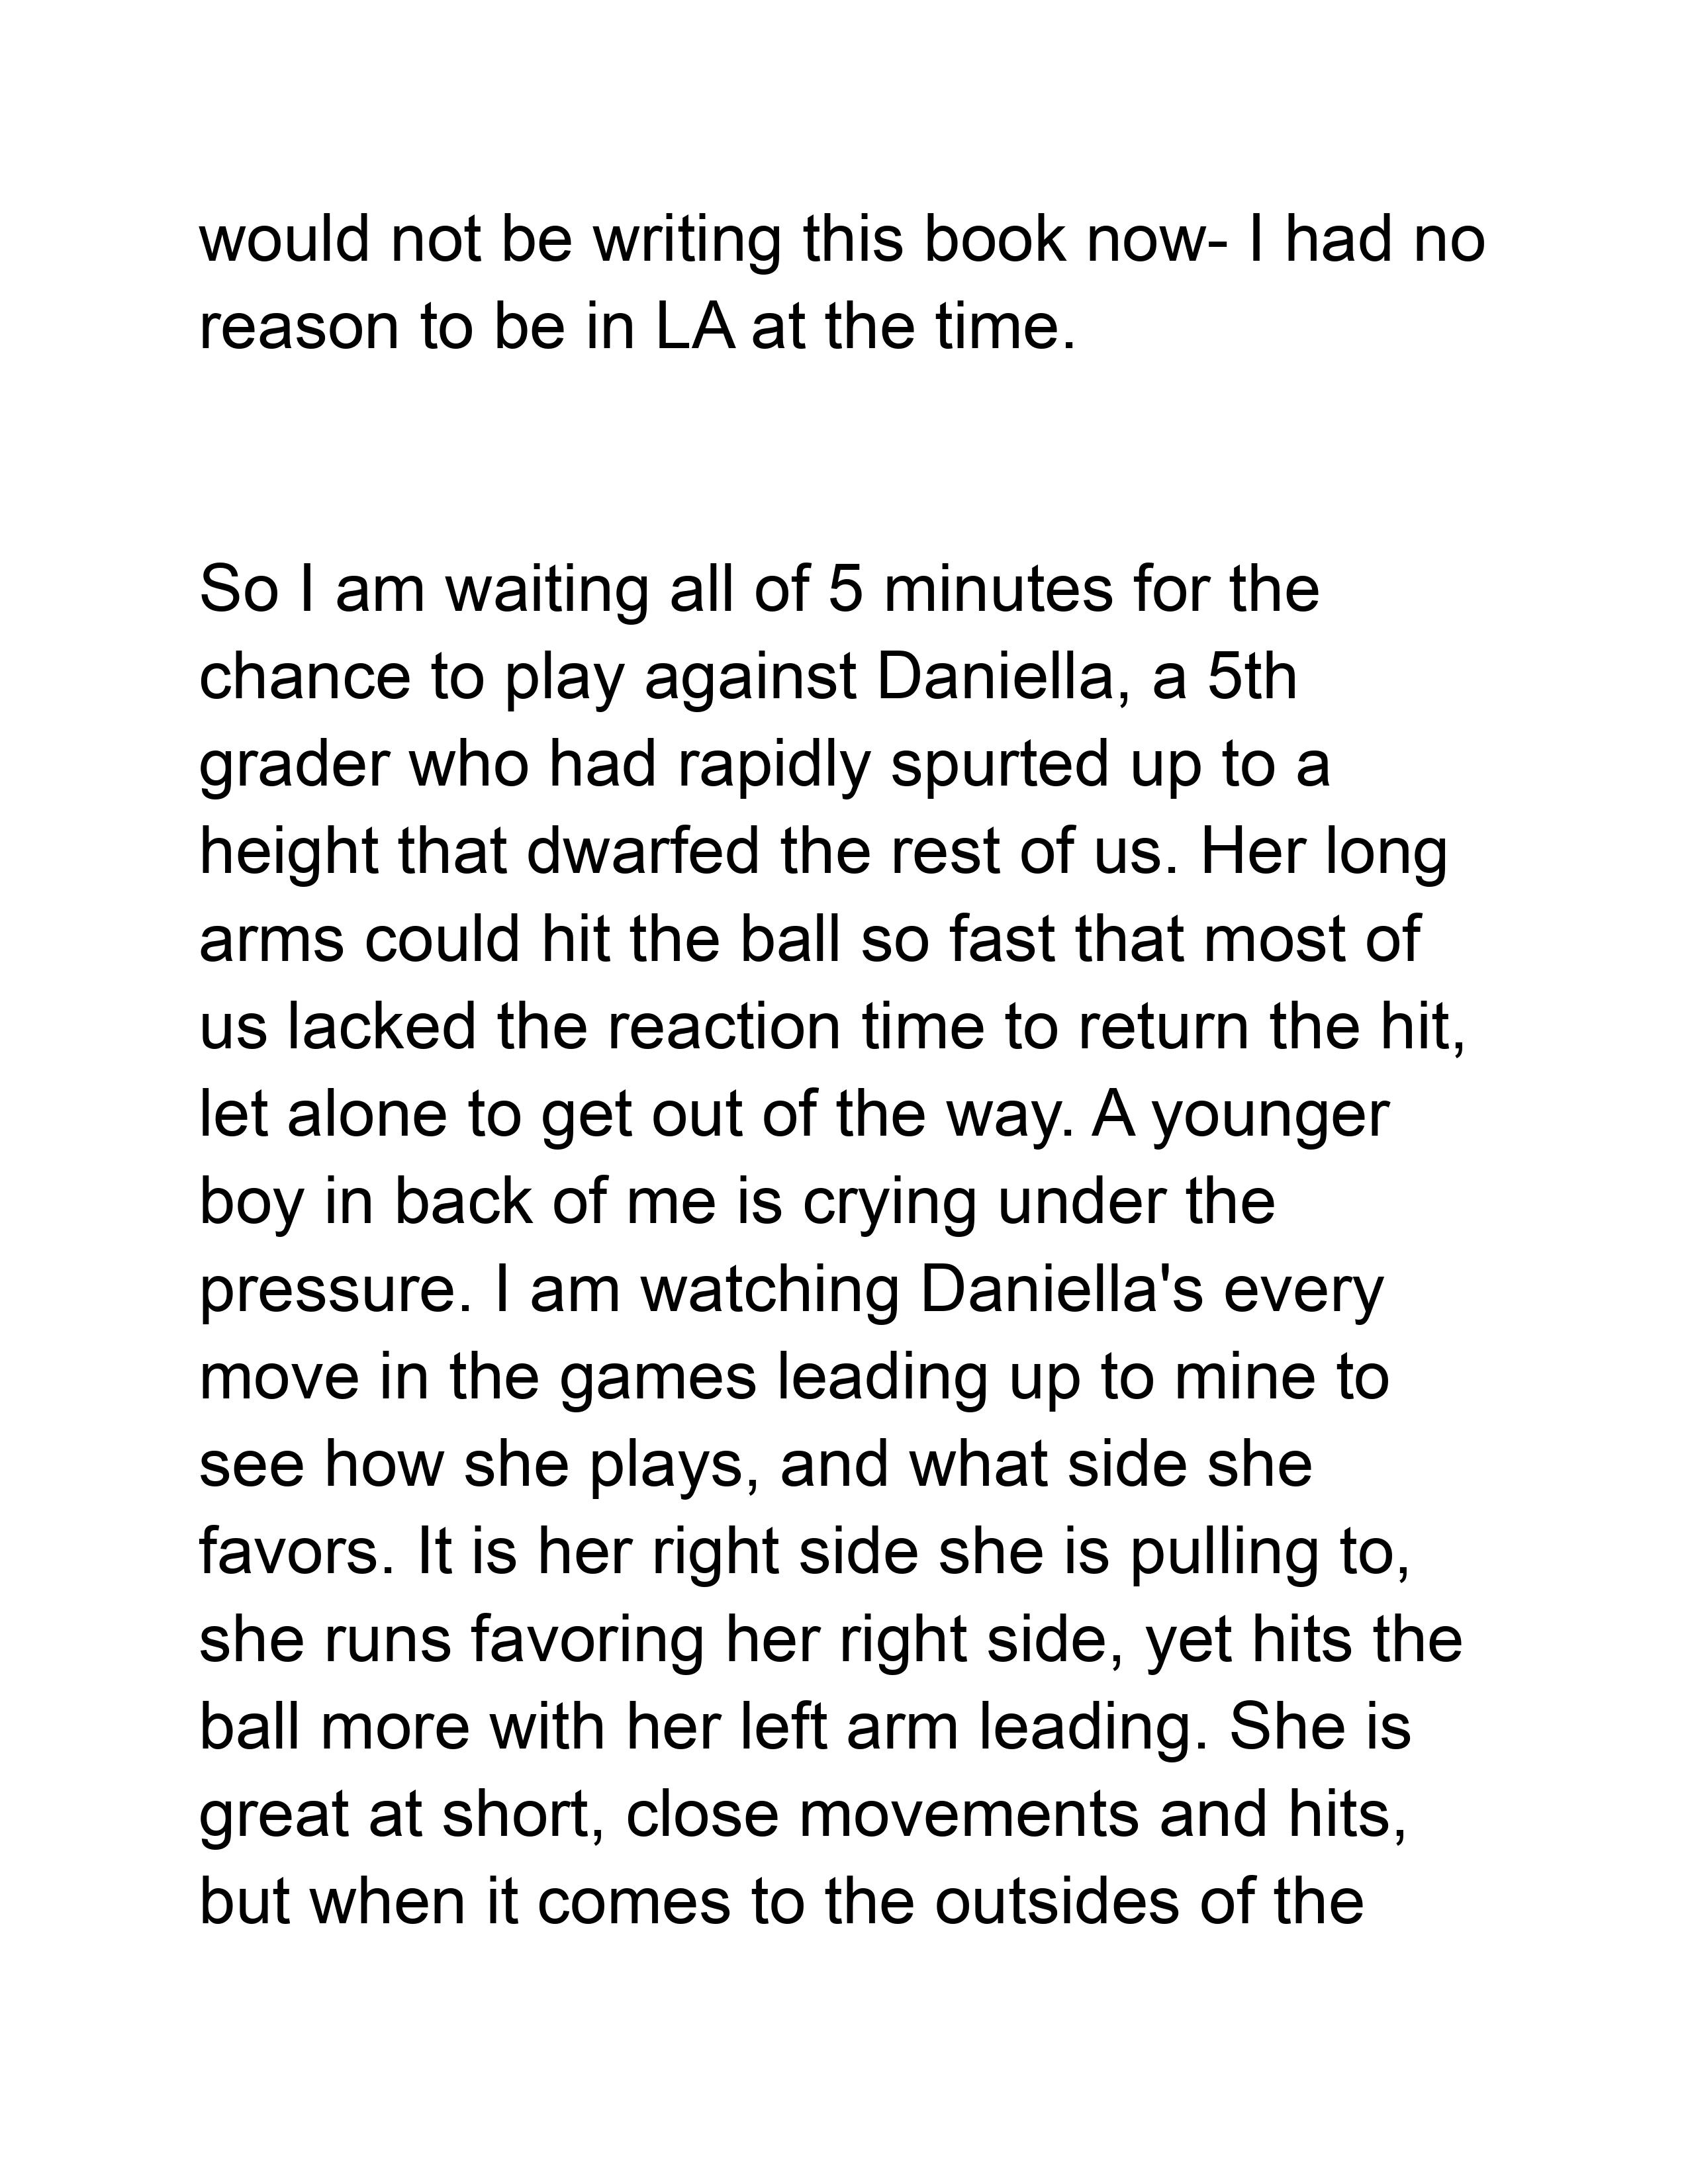 would not be writing this book now- I had no
reason to be in LA at the time.
So I am waiting all of 5 minutes for the
chance to play against Daniella, a 5th
grader who had rapidly spurted up to a
height that dwarfed the rest of us. Her long
arms could hit the ball so fast that most of
us lacked the reaction time to return the hit,
let alone to get out of the way. A younger
boy in back of me is crying under the
pressure. I am watching Daniella's every
move in the games leading up to mine to
see how she plays, and what side she
favors. It is her right side she is pulling to,
she runs favoring her right side, yet hits the
ball more with her left arm leading. She is
great at short, close movements and hits,
but when it comes to the outsides of the